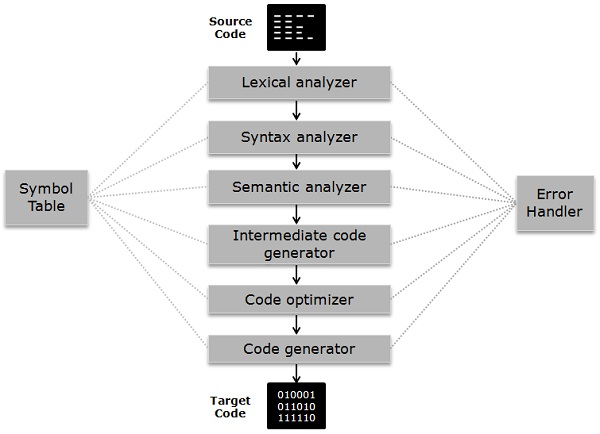 Source
Code
Lexical analyzer
Syntax analyzer
Semantic analyzer
Symbol
Table
Error
Handler
Intermediate code
generator
Code optimizer
Code generator
Target
Code
010001
011010
111110